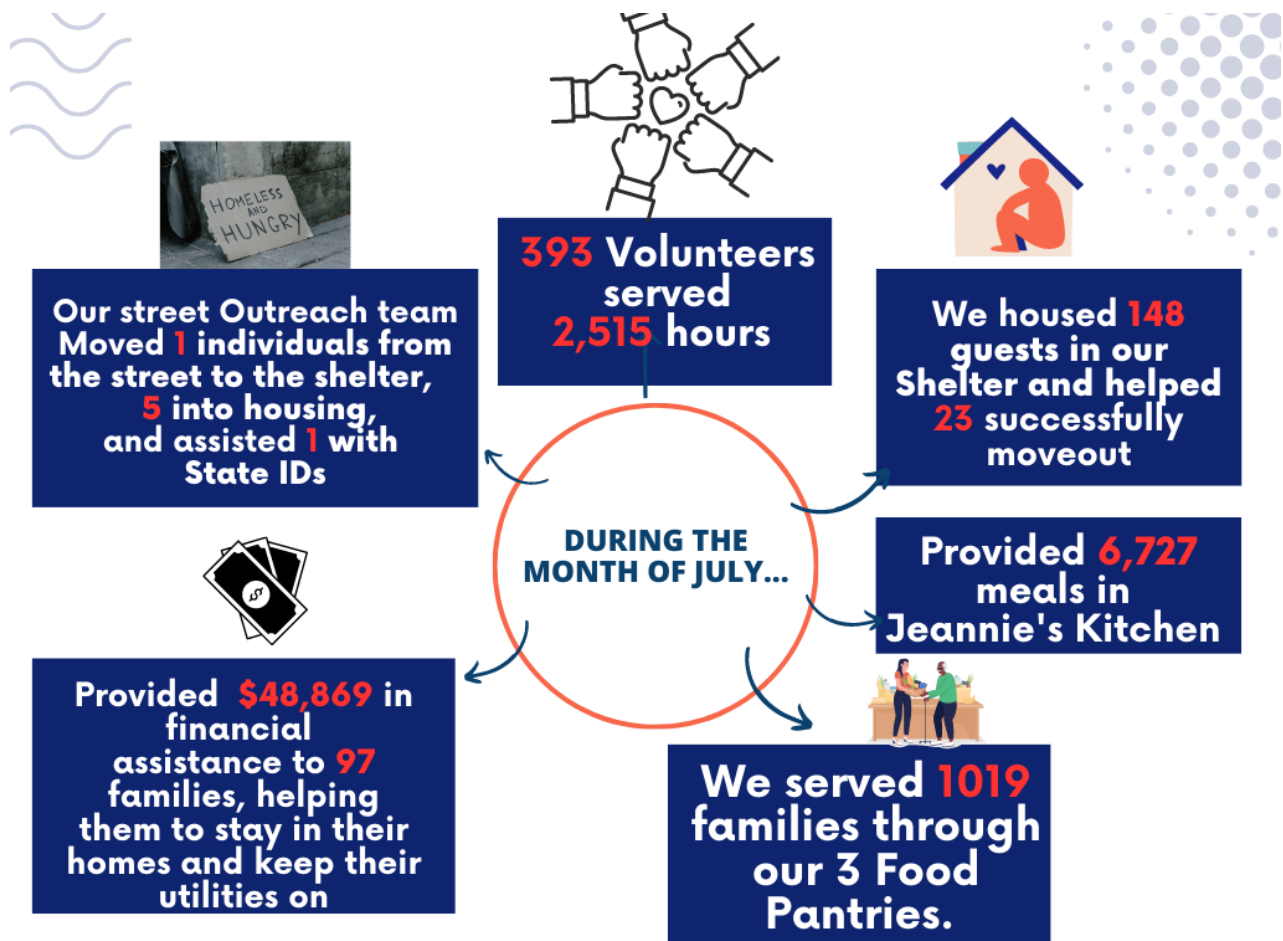 HOMELESS
AND
HUNGRY
393 Volunteers
served
2,515 hours
Our street Outreach team
Moved 1 individuals from
the street to the shelter,
5 into housing,
and assisted 1 with
State IDs
We housed 148
guests in our
Shelter and helped
23 successfully
moveout
DURING THE
MONTH OF JULY...
Provided 6,727
meals in
Jeannie's Kitchen
Provided $48,869 in
financial
assistance to 97
families, helping
them to stay in their
homes and keep their
utilities on
$
We served 1019
families through
our 3 Food
Pantries.